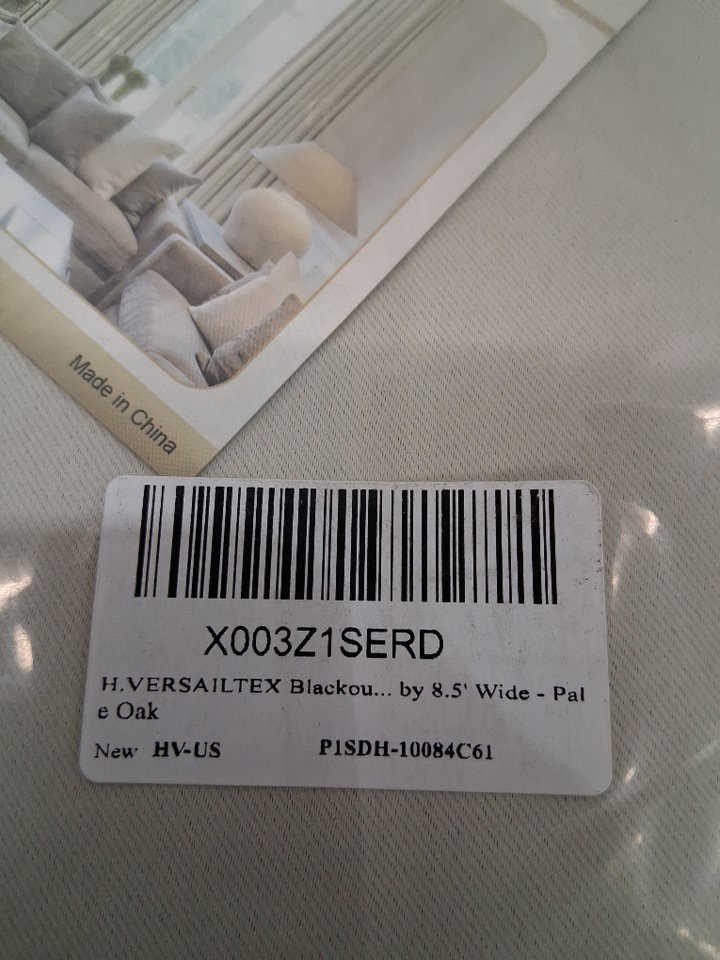 Made in China
X003Z1SERD
H.VERSAILTEX Blackou... by 8.5' Wide - Pal
e Oak
New HV-US P1SDH-10084C61